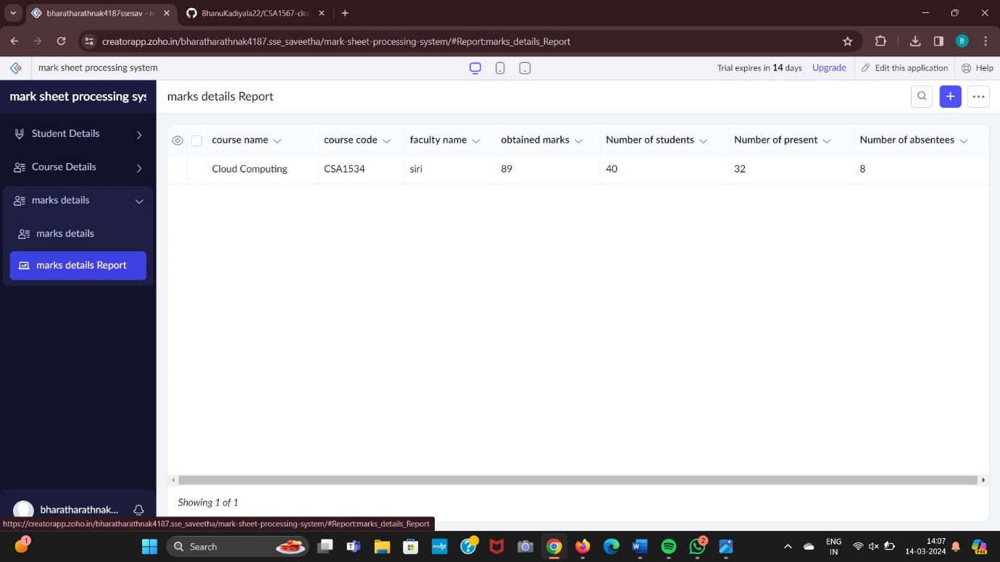 bharatharathnak4187ssesav - m
BhanuKadiyala22/CSA1567-clou
creatorapp.zoho.in/bharatharathnak4187.sse_saveetha/mark-sheet-processing-system/#Report:marks_details_Report
B
mark sheet processing system
Trial expires in 14 days Upgrade
Edit this application
Help
mark sheet processing sys
Student Details
Course Details
marks details
marks details
marks details Report
bharatharathnak...
marks details Report
course name course code faculty name obtained marks Number of students Number of present Number of absentees
Cloud Computing CSA1534 siri 89 40 32 8
Showing 1 of 1
https://creatorapp.zoho.in/bharatharathnak4187.sse_saveetha/mark-sheet-processing-system/#Report:marks_details_Report
1
Search
myhp
2
ENG
IN
14:07
14-03-2024
PRE